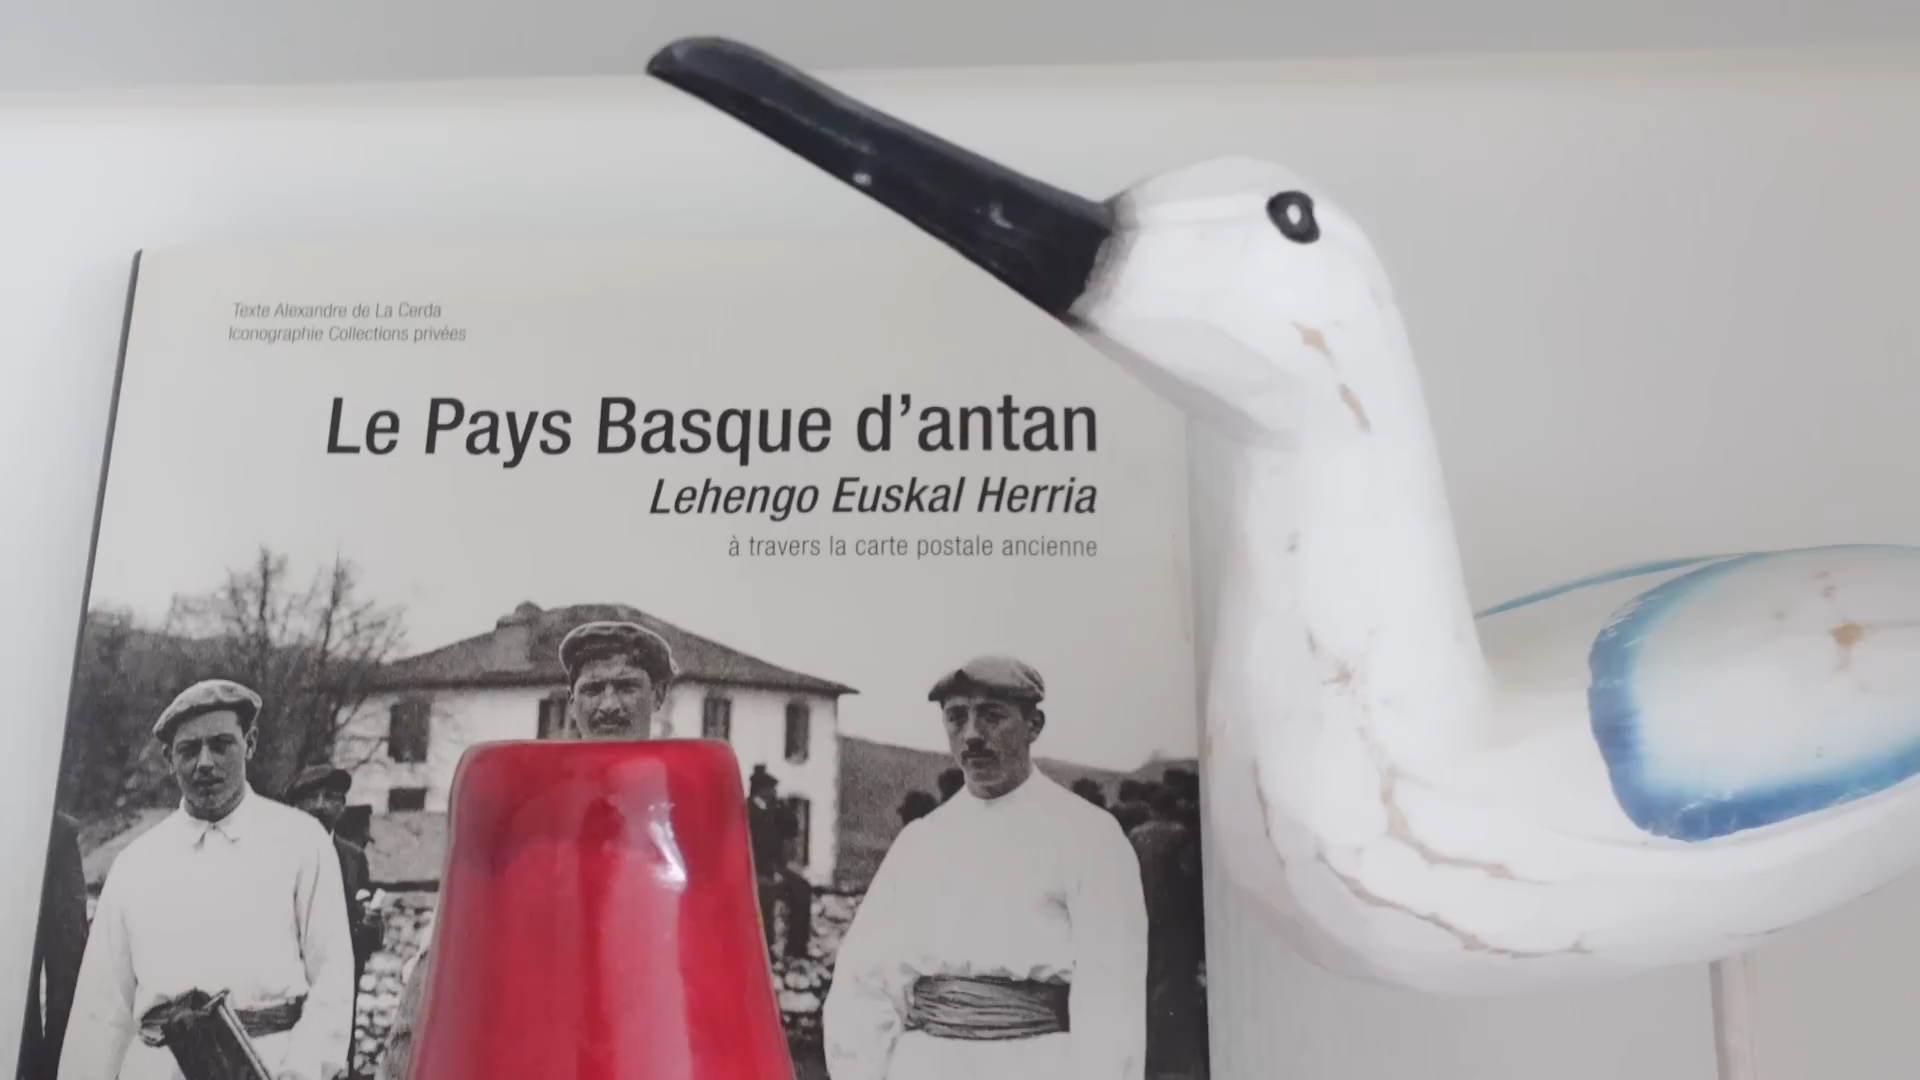 Texte Alexandre de La Cerda
Iconographie Collections privées
Le Pays Basque d'antan
Lehengo Euskal Herria
à travers la carte postale ancienne